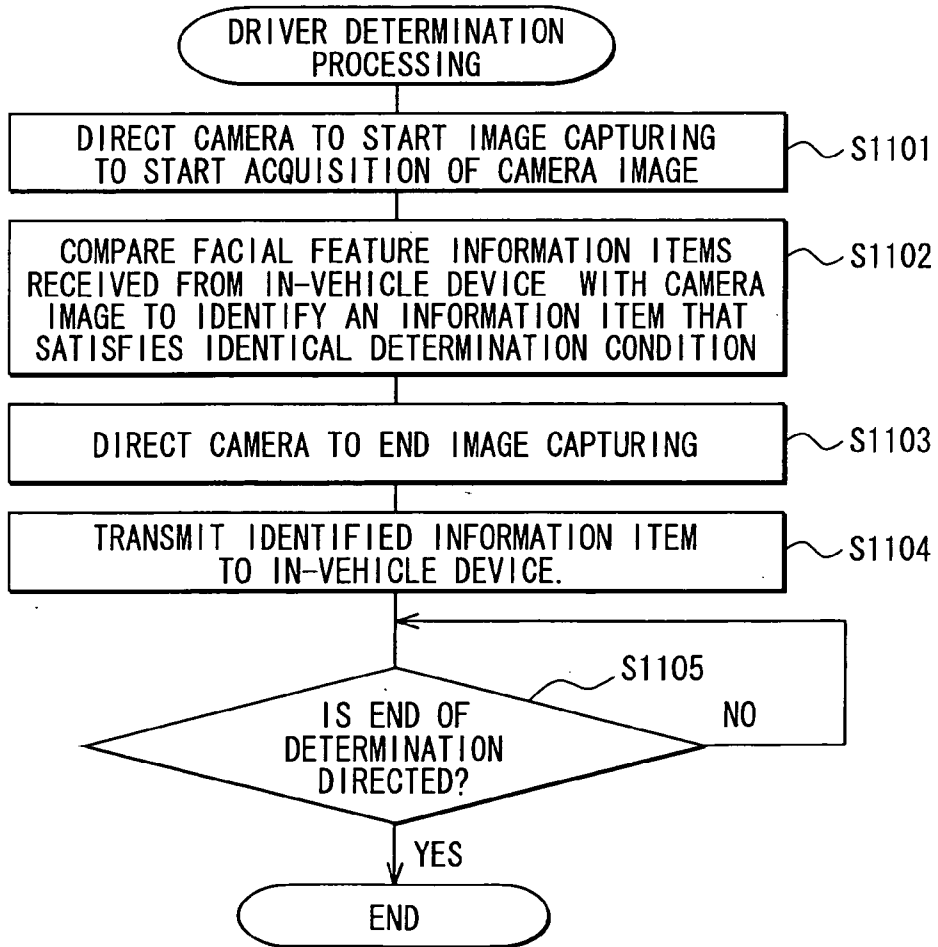 DRIVER DETERMINATION
PROCESSING
DIRECT CAMERA TO START IMAGE CAPTURING
TO START ACQUISITION OF CAMERA IMAGE
S1101
COMPARE FACIAL FEATURE INFORMATION ITEMS
RECEIVED FROM IN-VEHICLE DEVICE WITH CAMERA
IMAGE TO IDENTIFY AN INFORMATION ITEM THAT
SATISFIES IDENTICAL DETERMINATION CONDITION
S1102
DIRECT CAMERA TO END IMAGE CAPTURING
S1103
TRANSMIT IDENTIFIED INFORMATION ITEM
TO IN-VEHICLE DEVICE.
S1104
S1105
IS END OF
DETERMINATION
DIRECTED?
NO
YES
END